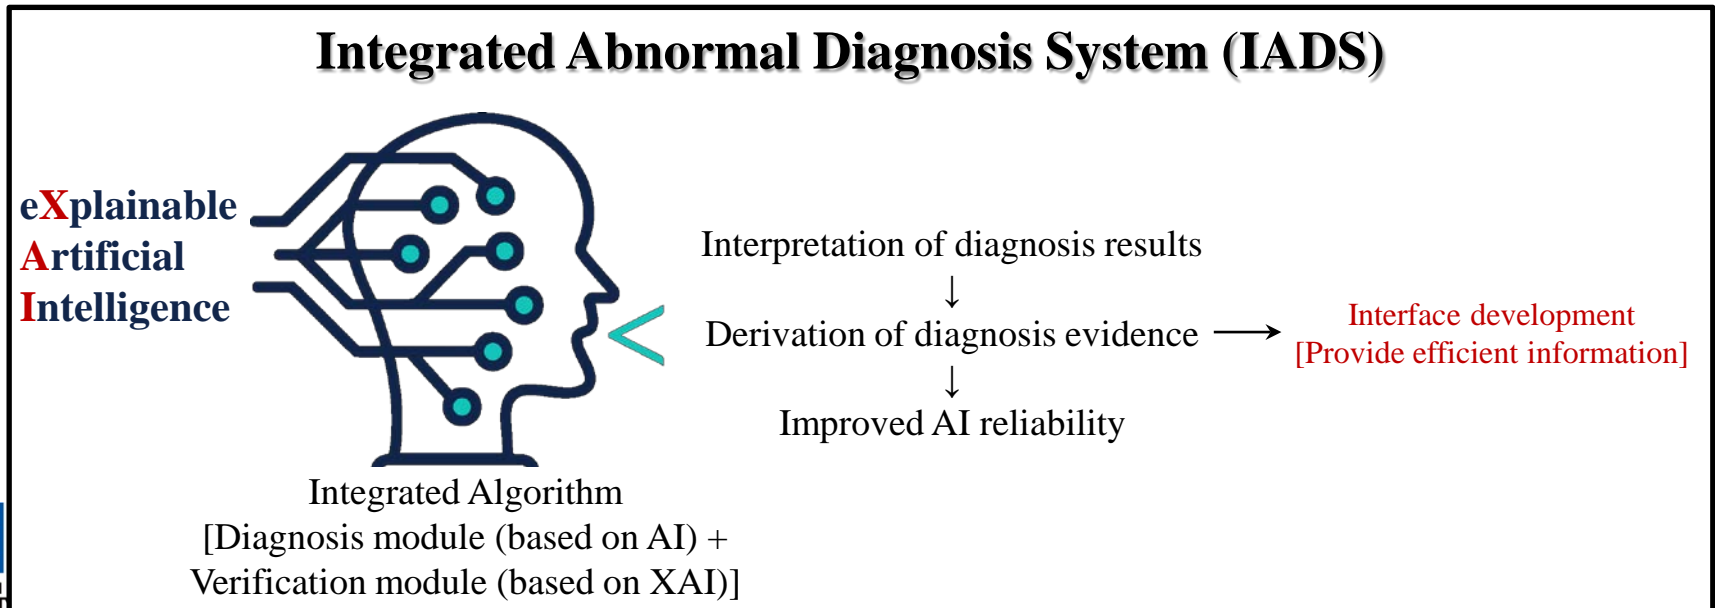 Integrated Abnormal Diagnosis System (IADS)
eXplainable
Artificial
Intelligence
Interpretation of diagnosis results
↓
Derivation of diagnosis evidence →
↓
Improved AI reliability
Interface development
[Provide efficient information]
Integrated Algorithm
[Diagnosis module (based on AI) +
Verification module (based on XAI)]